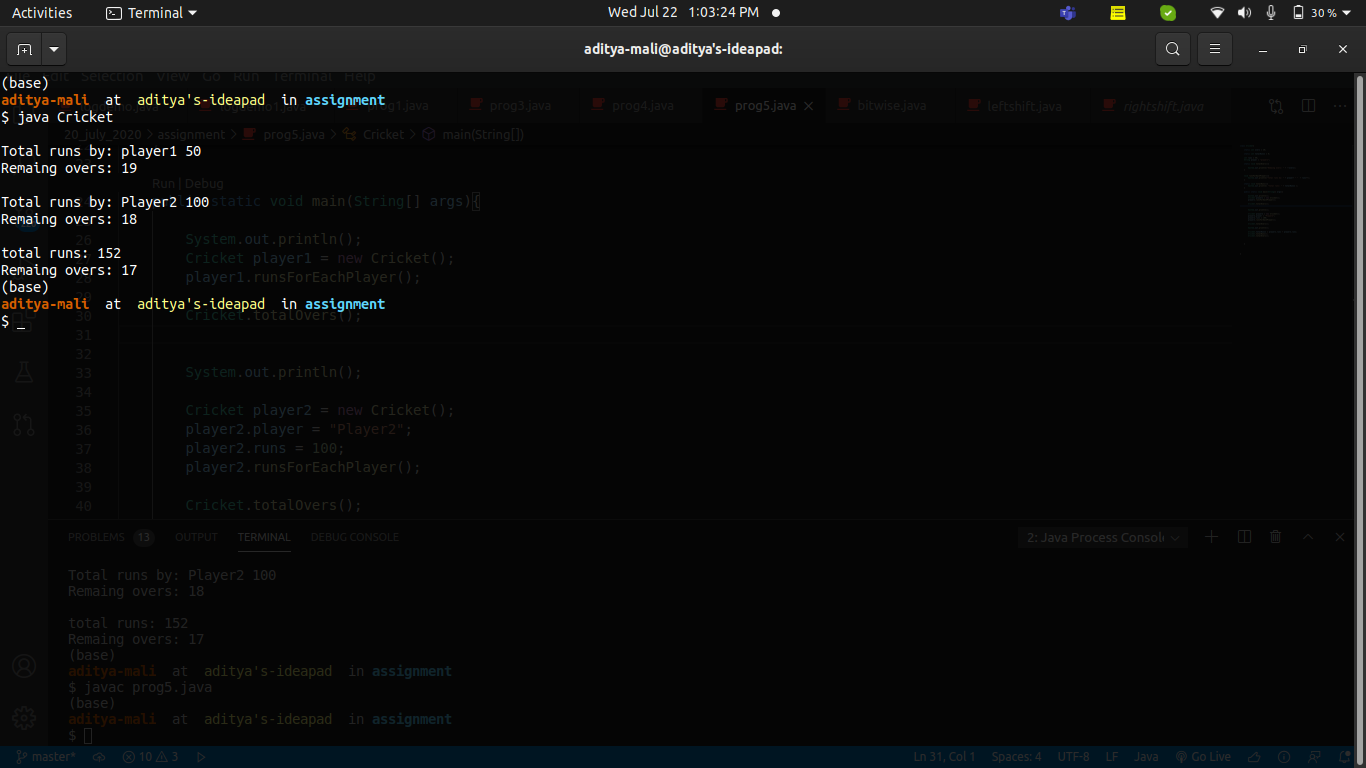 Activities Terminal Wed Jul 22 1:03:24 PM 30 %
aditya-mali@aditya's-ideapad:
Selection View Go Run Terminal Help
(base)
aditya-mali at aditya's-ideapad in assignment
prog1.java prog3.java prog4.java prog5.java bitwise.java leftshift.java rightshift.java
$ java Cricket
20_july_2020 > assignment > prog5.java > Cricket > main(String[])
Total runs by: player1 50
Remaing overs: 19
Run | Debug
Total runs by: Player2 100
static void main(String[] args){
Remaing overs: 18
26 System.out.println();
total runs: 152
Cricket player1 = new Cricket();
Remaing overs: 17
28 player1.runsForEachPlayer();
(base)
aditya-mali at aditya's-ideapad in assignment
30 Cricket.totalOvers();
$ _
31
32
33 System.out.println();
34
35 Cricket player2 = new Cricket();
36 player2.player = "Player2";
37 player2.runs = 100;
38 player2.runsForEachPlayer();
39
40 Cricket.totalOvers();
PROBLEMS 13 OUTPUT TERMINAL DEBUG CONSOLE 2: Java Process Consol
Total runs by: Player2 100
Remaing overs: 18
total runs: 152
Remaing overs: 17
(base)
aditya-mali at aditya's-ideapad in assignment
$ javac prog5.java
(base)
aditya-mali at aditya's-ideapad in assignment
$
master* 10 3 Ln 31, Col 1 Spaces: 4 UTF-8 LF Java Go Live